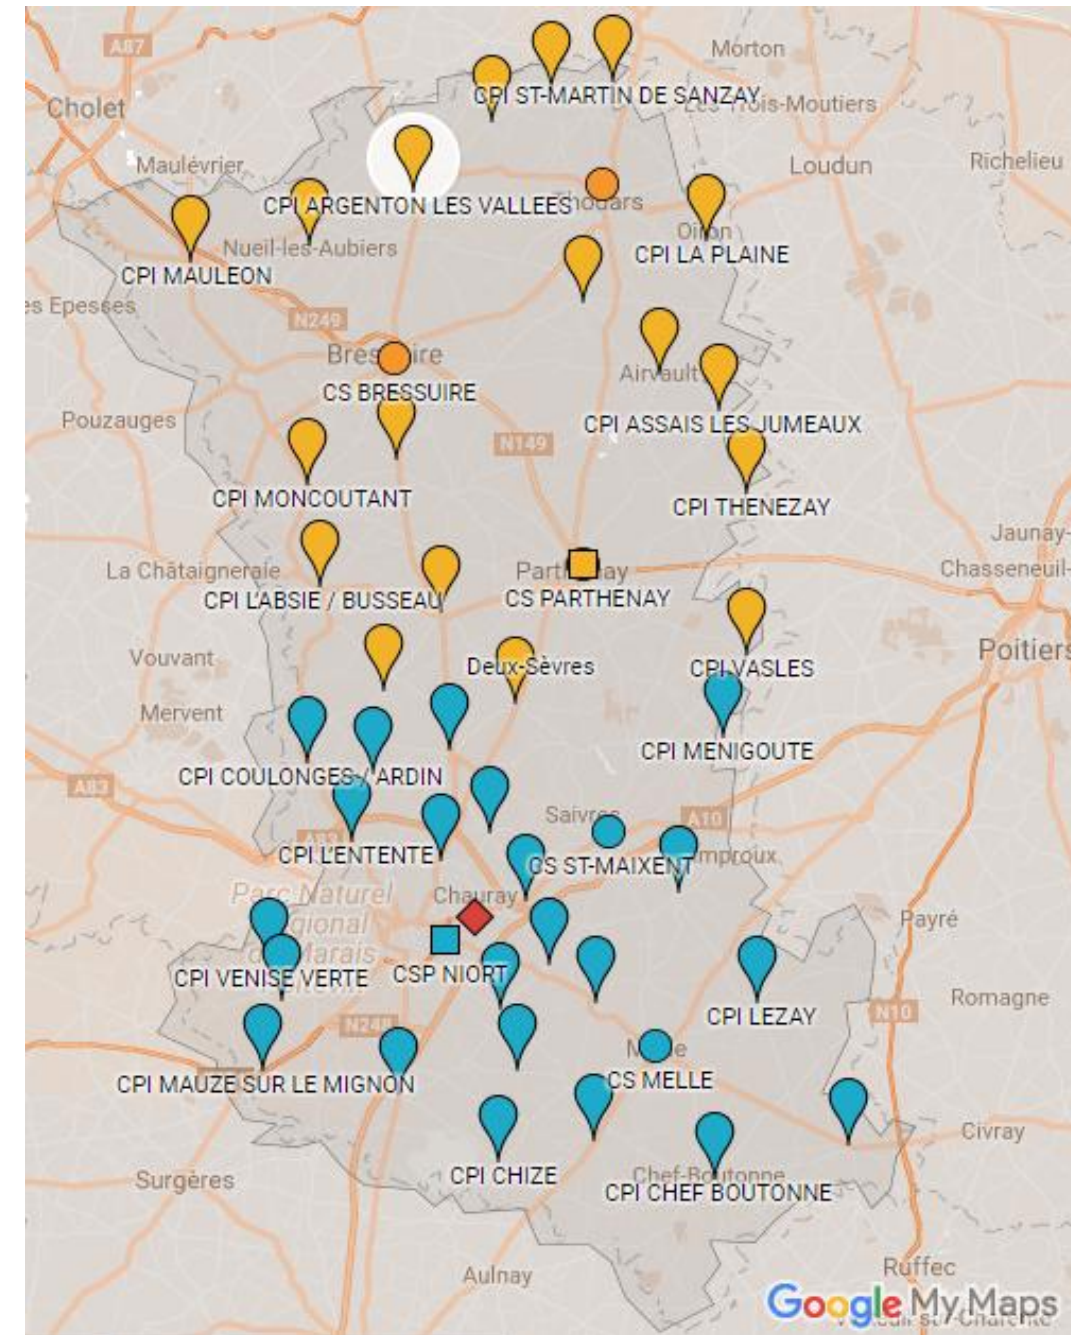 A87
Morton
Cholet
CPI ST-MARTIN DE SANZAY
Les Trois-Moutiers
Maulévrier
Loudun
Richelieu
CPI ARGENTON LES VALLEES
Thouars
Oiron
Nueil-les-Aubiers
CPI LA PLAINE
CPI MAULEON
es Epesses
N249
Bressuire
Airvault
CS BRESSUIRE
Pouzauges
CPI ASSAIS LES JUMEAUX
N149
CPI MONCOUTANT
CPI THENEZAY
Jaunay-
La Châtaigneraie
Parthenay
Chasseneuil-
CPI L'ABSIE / BUSSEAU
CS PARTHENAY
Vouvant
Deux-Sèvres
CPI VASLES
Poitiers
Mervent
CPI MENIGOUTE
CPI COULONGES / ARDIN
A83
Saivres
A10
A83
CPI L'ENTENTE
CS ST-MAIXENT
mproux
Parc Naturel
Chauray
Payré
gional
Marais
CPI VENISE VERTE
CSP NIORT
Romagne
CPI LEZAY
N10
N248
CPI MAUZE SUR LE MIGNON
CS MELLE
Civray
CPI CHIZE
Chef-Boutonne
Surgères
CPI CHEF BOUTONNE
Aulnay
Ruffec
Google My Maps